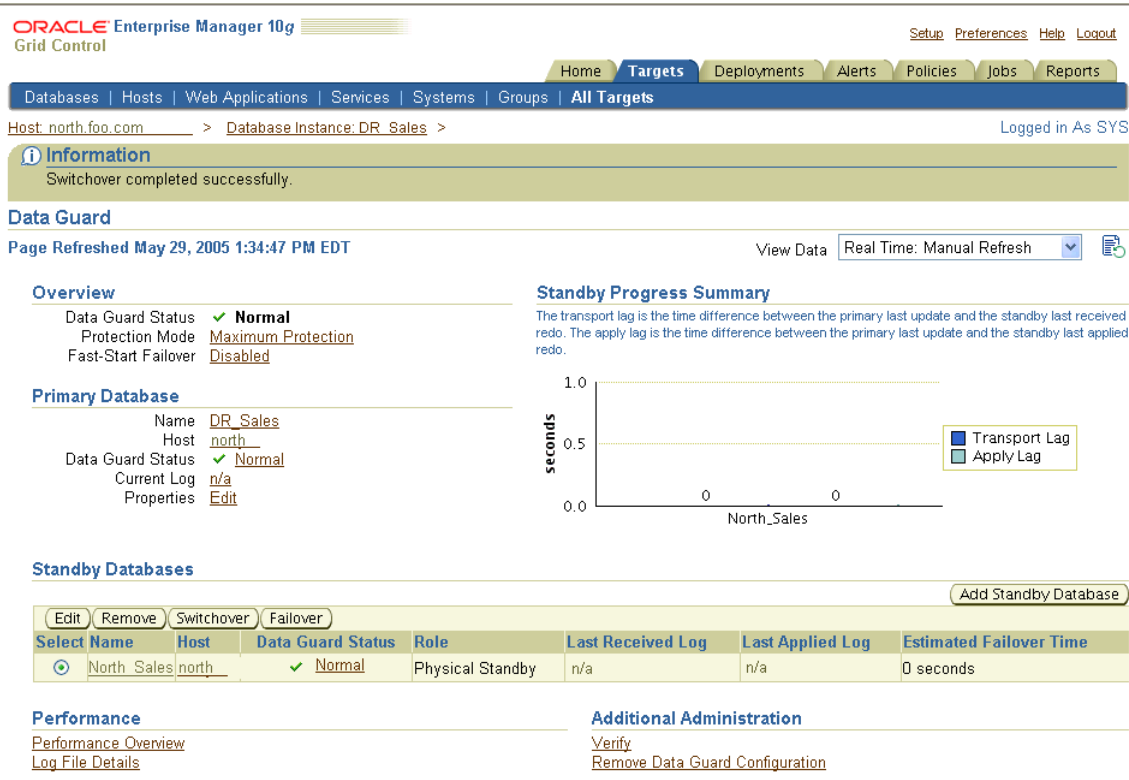 ORACLE Enterprise Manager 10g
Grid Control
Setup Preferences Help Logout
Home Targets Deployments Alerts Policies Jobs Reports
Databases | Hosts | Web Applications | Services | Systems | Groups | All Targets
Host: north.foo.com > Database Instance: DR_Sales >
Logged in As SYS
Information
Switchover completed successfully.
Data Guard
Page Refreshed May 29, 2005 1:34:47 PM EDT
View Data Real Time: Manual Refresh
Overview
Data Guard Status Normal
Protection Mode Maximum Protection
Fast-Start Failover Disabled
Primary Database
Name DR_Sales
Host north
Data Guard Status Normal
Current Log n/a
Properties Edit
Standby Progress Summary
The transport lag is the time difference between the primary last update and the standby last received
redo. The apply lag is the time difference between the primary last update and the standby last applied
redo.
1.0
seconds
0.5
0.0
0 0
North_Sales
Transport Lag
Apply Lag
Standby Databases
Add Standby Database
Edit Remove Switchover Failover
Select Name Host Data Guard Status Role Last Received Log Last Applied Log Estimated Failover Time
North_Sales north Normal Physical Standby n/a n/a 0 seconds
Performance
Performance Overview
Log File Details
Additional Administration
Verify
Remove Data Guard Configuration